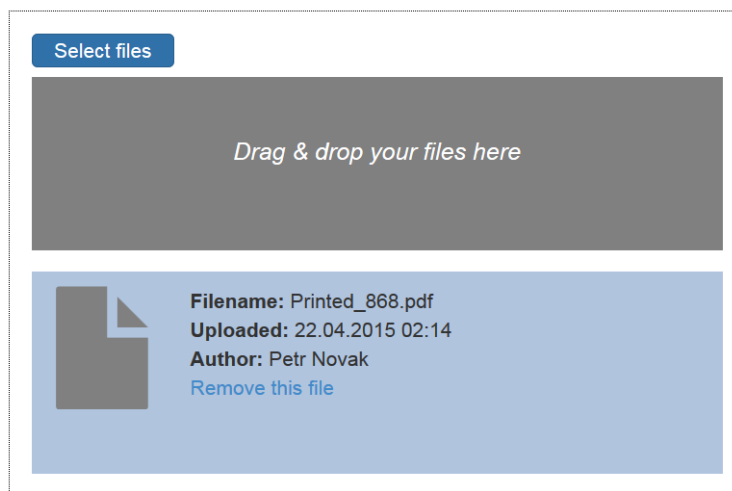 Select files
Drag & drop your files here
Filename: Printed_868.pdf
Uploaded: 22.04.2015 02:14
Author: Petr Novak
Remove this file